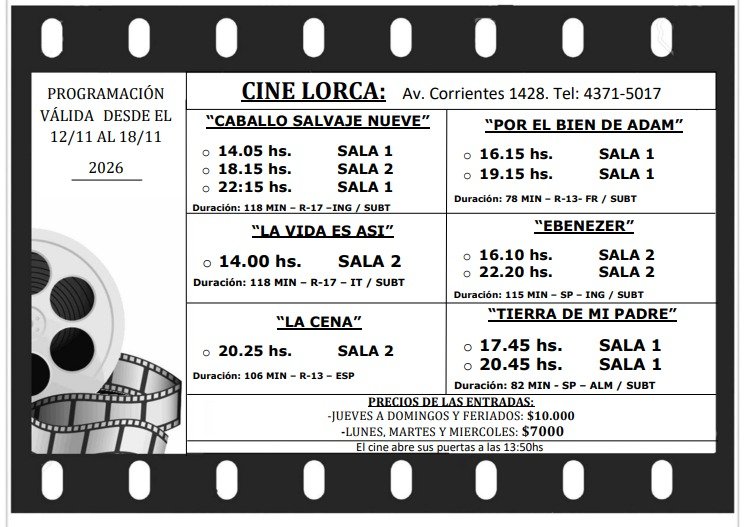 PROGRAMACIÓN
VÁLIDA DESDE EL
12/11 AL 18/11
2026
CINE LORCA: Av. Corrientes 1428. Tel: 4371-5017
“CABALLO SALVAJE NUEVE”
o 14.05 hs. SALA 1
o 18.15 hs. SALA 2
o 22:15 hs. SALA 1
Duración: 118 MIN – R-17 –ING / SUBT
“POR EL BIEN DE ADAM”
o 16.15 hs. SALA 1
o 19.15 hs. SALA 1
Duración: 78 MIN – R-13- FR / SUBT
“LA VIDA ES ASI”
o 14.00 hs. SALA 2
Duración: 118 MIN – R-17 – IT / SUBT
“EBENEZER”
o 16.10 hs. SALA 2
o 22.20 hs. SALA 2
Duración: 115 MIN – SP – ING / SUBT
“LA CENA”
o 20.25 hs. SALA 2
Duración: 106 MIN – R-13 – ESP
“TIERRA DE MI PADRE”
o 17.45 hs. SALA 1
o 20.45 hs. SALA 1
Duración: 82 MIN - SP – ALM / SUBT
PRECIOS DE LAS ENTRADAS:
-JUEVES A DOMINGOS Y FERIADOS: $10.000
-LUNES, MARTES Y MIERCOLES: $7000
El cine abre sus puertas a las 13:50hs